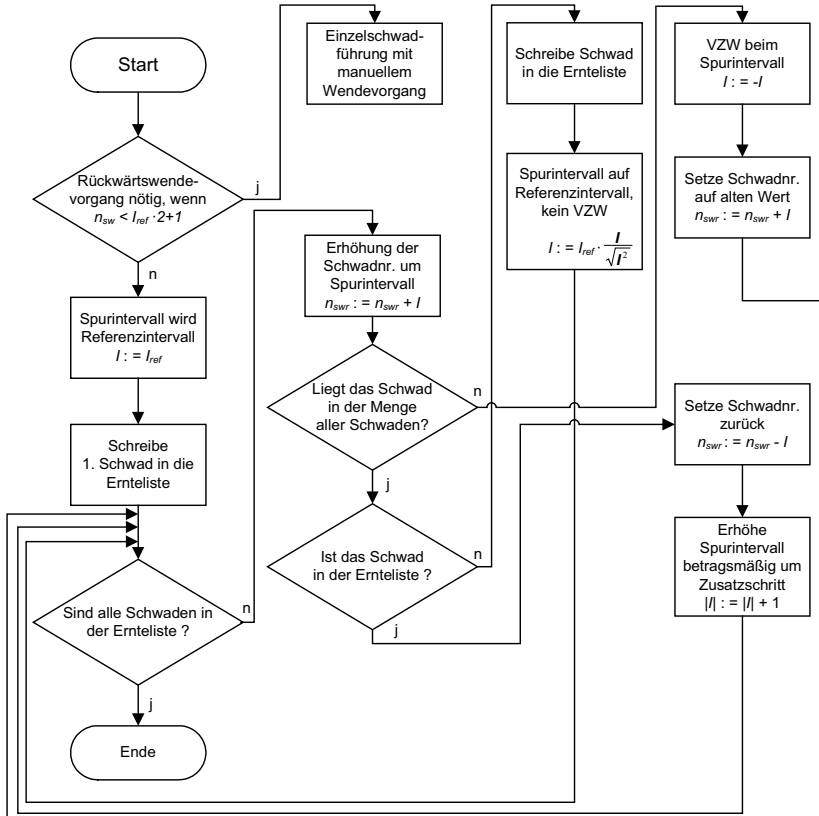 Start
Rückwärtswende-
vorgang nötig, wenn
n_sw < I_ref ·2+1
j
n
Spurintervall wird
Referenzintervall
I : = I_ref
Schreibe
1. Schwad in die
Ernteliste
Sind alle Schwaden in
der Ernteliste ?
n
j
Ende
Einzelschwad-
führung mit
manuellem
Wendevorgang
Erhöhung der
Schwadnr. um
Spurintervall
n_swr : = n_swr + I
Liegt das Schwad
in der Menge
aller Schwaden?
n
j
Ist das Schwad
in der Ernteliste ?
n
j
Schreibe Schwad
in die Ernteliste
Spurintervall auf
Referenzintervall,
kein VZW
I : = I_ref · I / √I²
VZW beim
Spurintervall
I : = -I
Setze Schwadnr.
auf alten Wert
n_swr : = n_swr + I
Setze Schwadnr.
zurück
n_swr : = n_swr - I
Erhöhe
Spurintervall
betragsmäßig um
Zusatzschritt
|I| : = |I| + 1